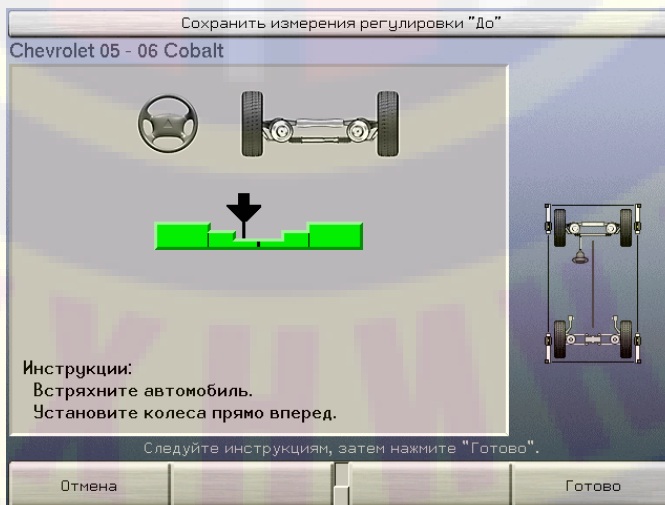 Сохранить измерения регулировки "До"
Chevrolet 05 - 06 Cobalt
Инструкции:
Встряхните автомобиль.
Установите колеса прямо вперед.
Следуйте инструкциям, затем нажмите "Готово".
Отмена
Готово